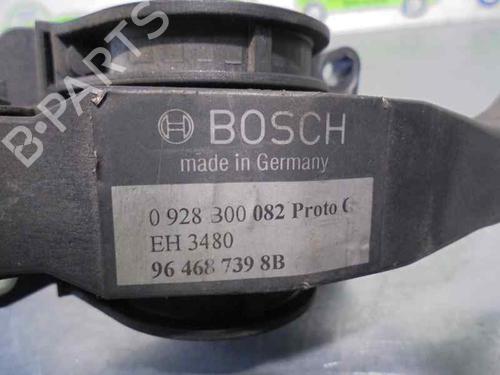 BOSCH
made in Germany
0 928 300 082 Proto
EH 3480
96 468 739 8B
B-PARTS